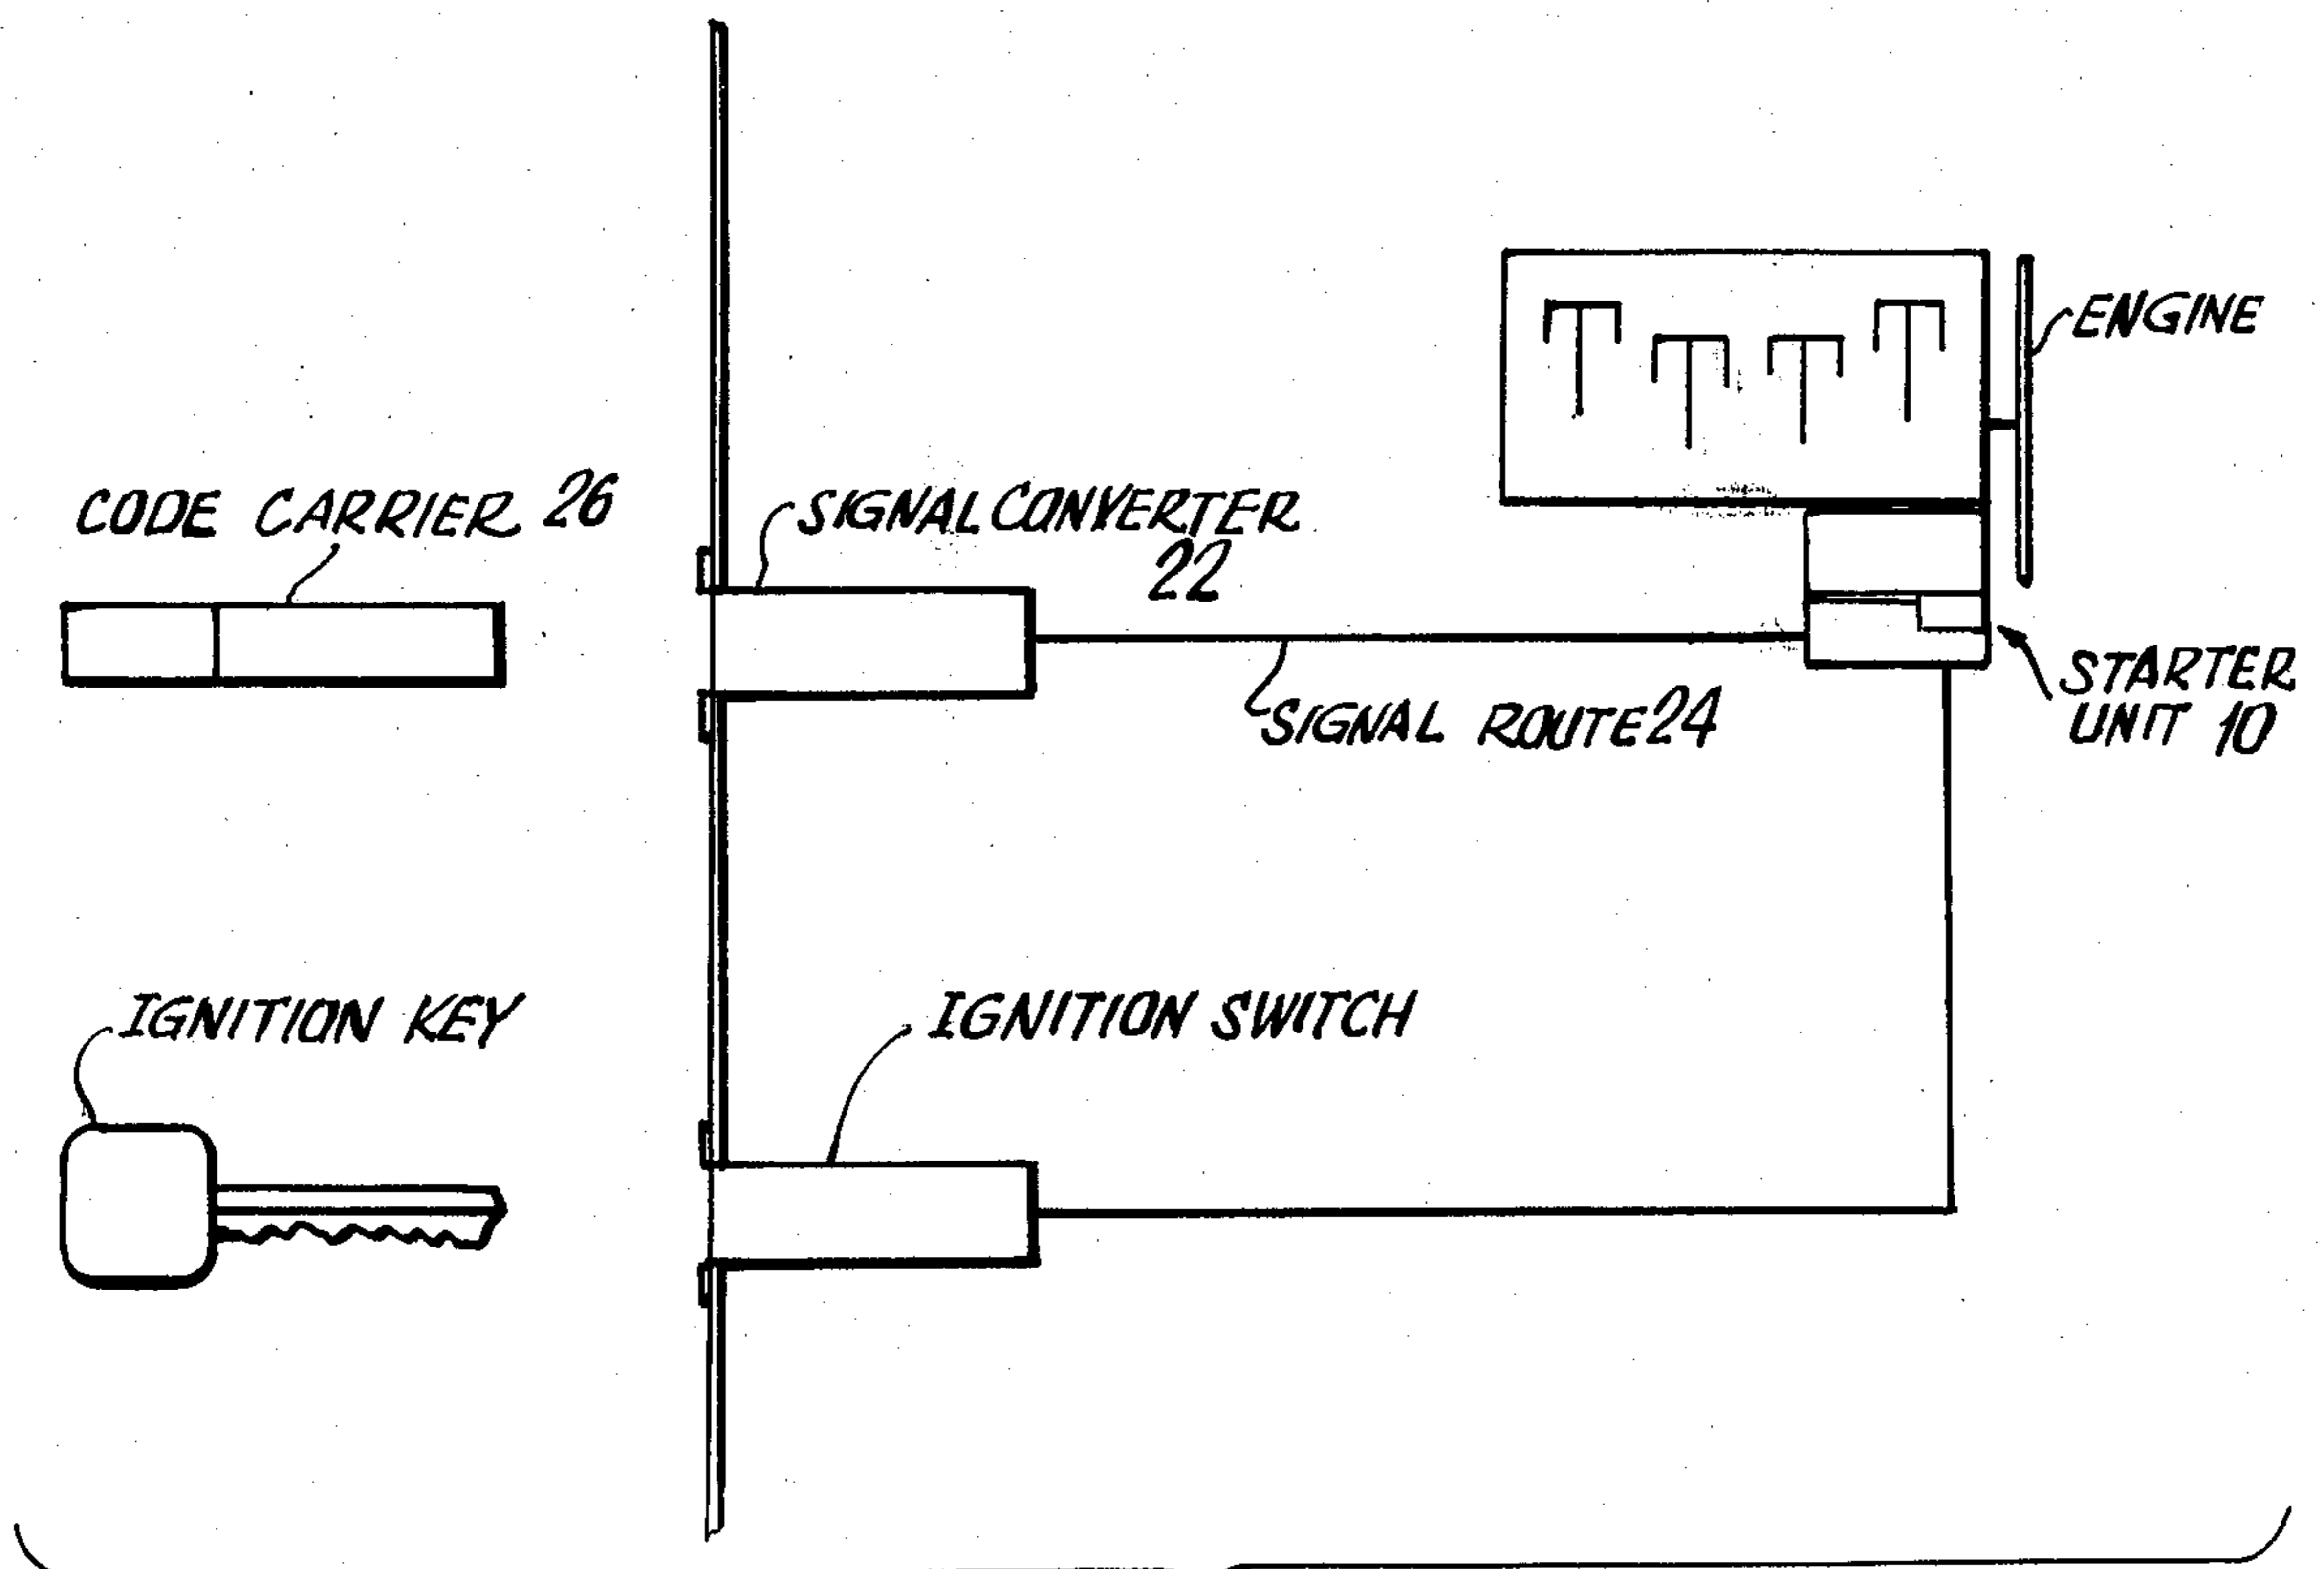 ENGINE
CODE CARRIER 26
SIGNAL CONVERTER
22
SIGNAL ROUTE 24
STARTER
UNIT 10
IGNITION KEY
IGNITION SWITCH